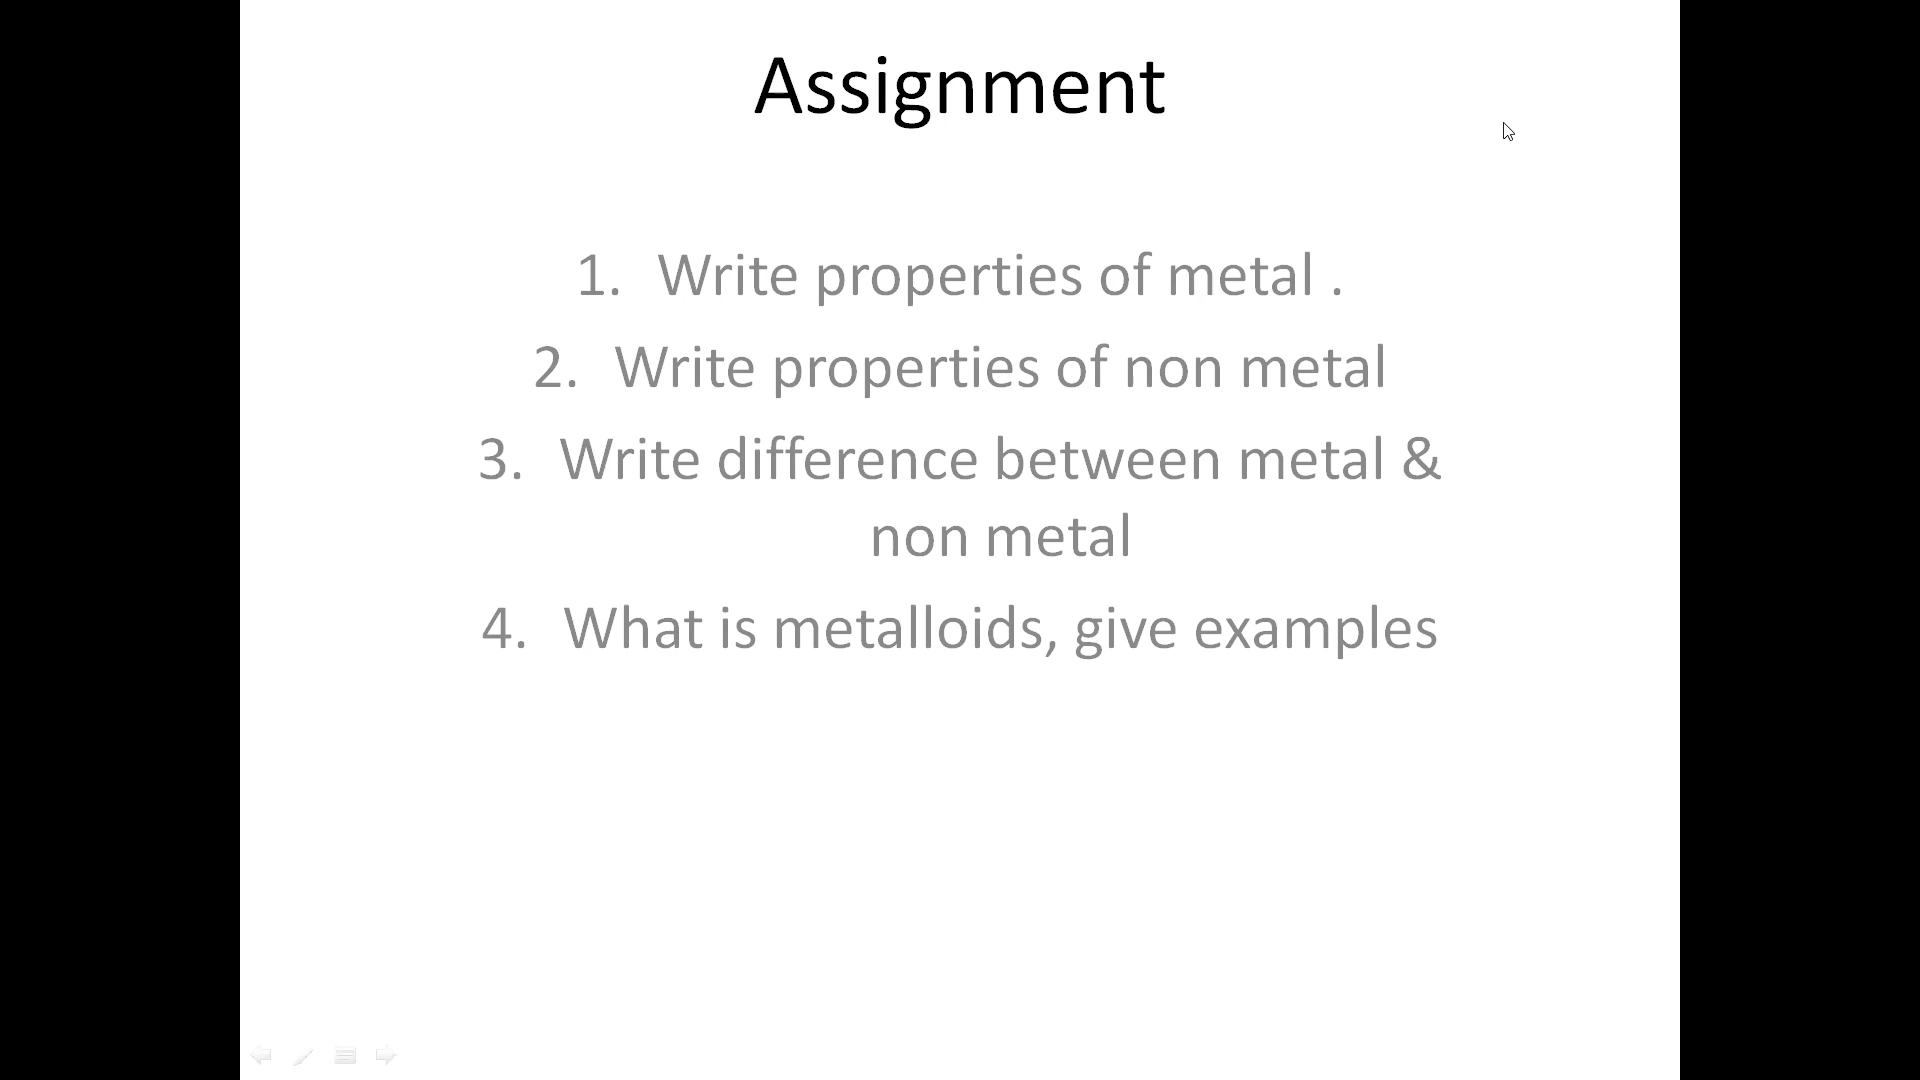 Assignment
1. Write properties of metal .
2. Write properties of non metal
3. Write difference between metal &
non metal
4. What is metalloids, give examples